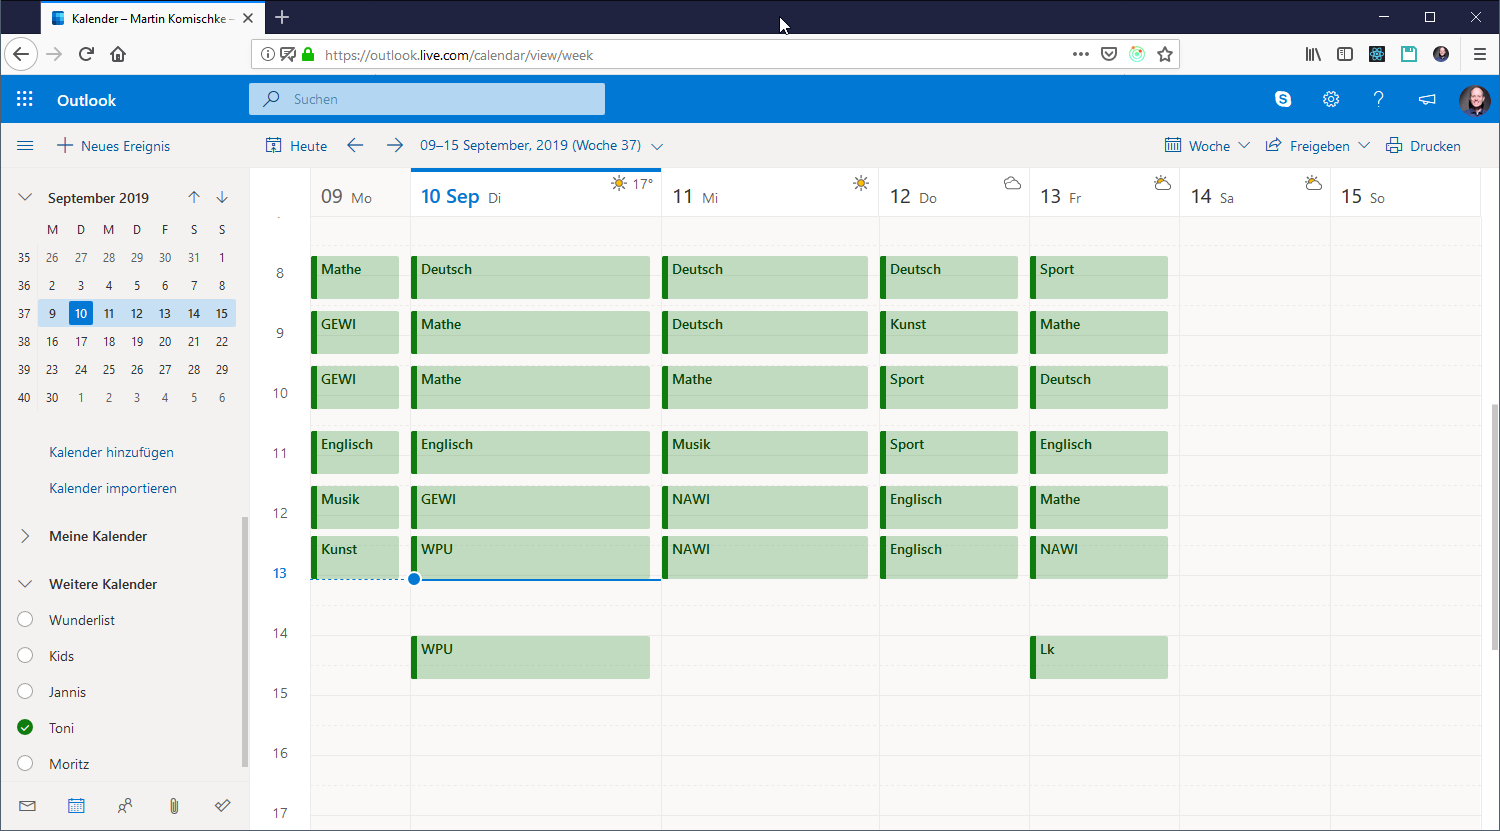 Kalender – Martin Komischke –
https://outlook.live.com/calendar/view/week
Outlook
Suchen
Neues Ereignis
Heute
09–15 September, 2019 (Woche 37)
Woche
Freigeben
Drucken
September 2019
M D M D F S S
35 26 27 28 29 30 31 1
36 2 3 4 5 6 7 8
37 9 10 11 12 13 14 15
38 16 17 18 19 20 21 22
39 23 24 25 26 27 28 29
40 30 1 2 3 4 5 6
Kalender hinzufügen
Kalender importieren
Meine Kalender
Weitere Kalender
Wunderlist
Kids
Jannis
Toni
Moritz
09 Mo
10 Sep Di
17°
11 Mi
12 Do
13 Fr
14 Sa
15 So
8
Mathe Deutsch Deutsch Deutsch Sport
9
GEWI Mathe Deutsch Kunst Mathe
10
GEWI Mathe Mathe Sport Deutsch
11
Englisch Englisch Musik Sport Englisch
12
Musik GEWI NAWI Englisch Mathe
Kunst WPU NAWI Englisch NAWI
13
14
WPU Lk
15
16
17